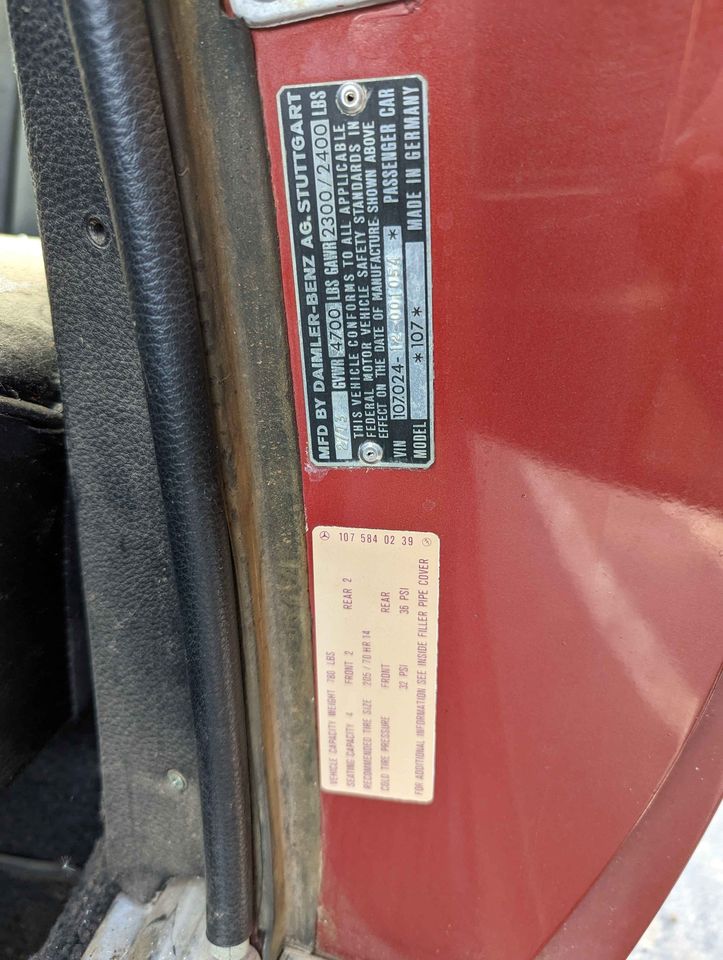 MFD BY DAIMLER-BENZ AG. STUTTGART
2/73 GVWR 4700 LBS GAWR 2300//2400 LBS
THIS VEHICLE CONFORMS TO ALL APPLICABLE
FEDERAL MOTOR VEHICLE SAFETY STANDARDS IN
EFFECT ON THE DATE OF MANUFACTURE SHOWN ABOVE
VIN 107.024-12-001057* PASSENGER CAR
MODEL *107* MADE IN GERMANY
107 584 02 39
VEHICLE CAPACITY WEIGHT 780 LBS
SEATING CAPACITY 4 FRONT 2 REAR 2
RECOMMENDED TIRE SIZE 205/70 HR 14
COLD TIRE PRESSURE FRONT REAR
32 PSI 36 PSI
FOR ADDITIONAL INFORMATION SEE INSIDE FILLER PIPE COVER